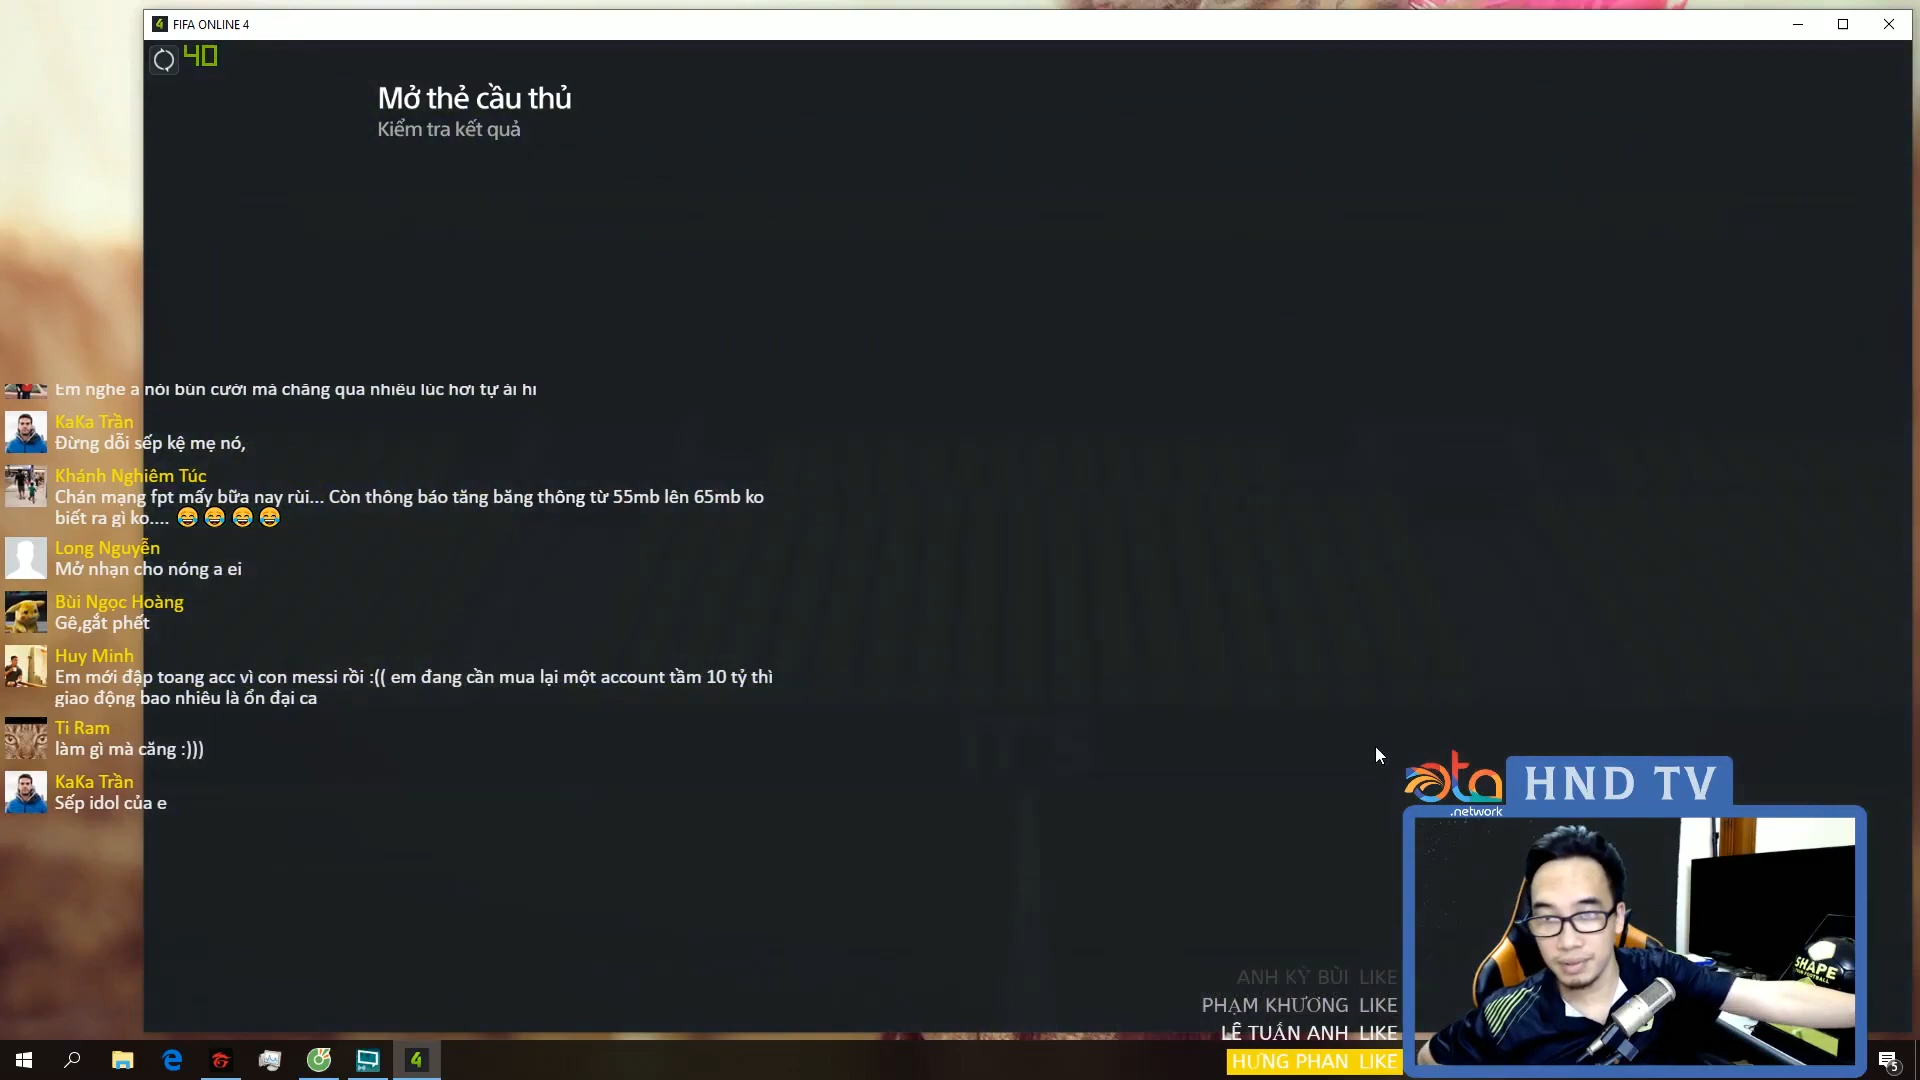 FIFA ONLINE 4
40
Mở thẻ cầu thủ
Kiểm tra kết quả
Em nghe a nói bùn cười mà chẳng qua nhiều lúc hơi tự ái hi
KaKa Trần
Đừng dỗi sếp kệ mẹ nó,
Khánh Nghiêm Túc
Chán mạng fpt mấy bữa nay rùi... Còn thông báo tăng băng thông từ 55mb lên 65mb ko
biết ra gì ko.... 😂 😂 😂 😂
Long Nguyễn
Mở nhạn cho nóng a ei
Bùi Ngọc Hoàng
Gê,gắt phết
Huy Minh
Em mới đập toang acc vì con messi rồi :(( em đang cần mua lại một account tầm 10 tỷ thì
giao động bao nhiêu là ổn đại ca
Ti Ram
làm gì mà căng :)))
KaKa Trần
Sếp idol của e
IT'S
ota
.network
HND TV
SHAPE
ANH KỲ BÙI LIKE
PHẠM KHƯƠNG LIKE
LÊ TUẤN ANH LIKE
HƯNG PHAN LIKE
4
5